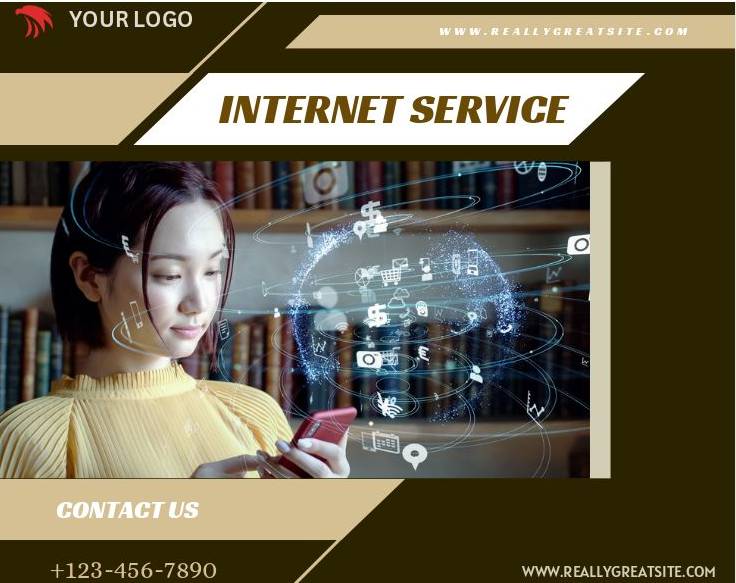 YOUR LOGO
WWW.REALLYGREATSITE.COM
INTERNET SERVICE
CONTACT US
+123-456-7890
WWW.REALLYGREATSITE.COM